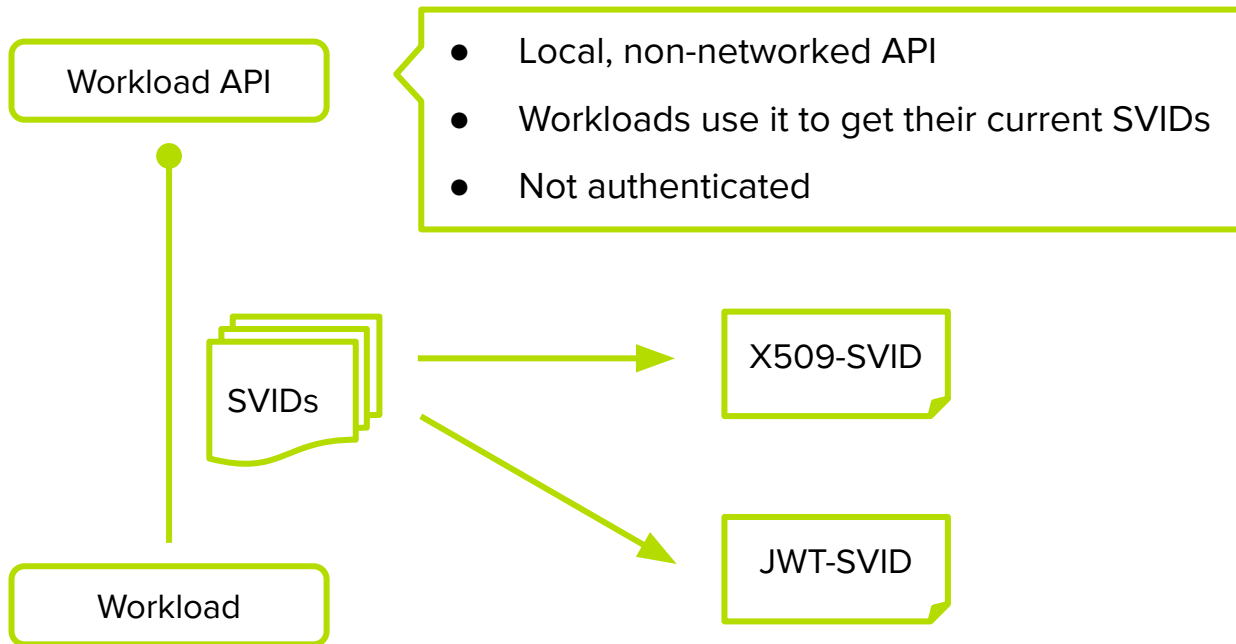 Workload API
● Local, non-networked API
● Workloads use it to get their current SVIDs
● Not authenticated
SVIDs
X509-SVID
JWT-SVID
Workload